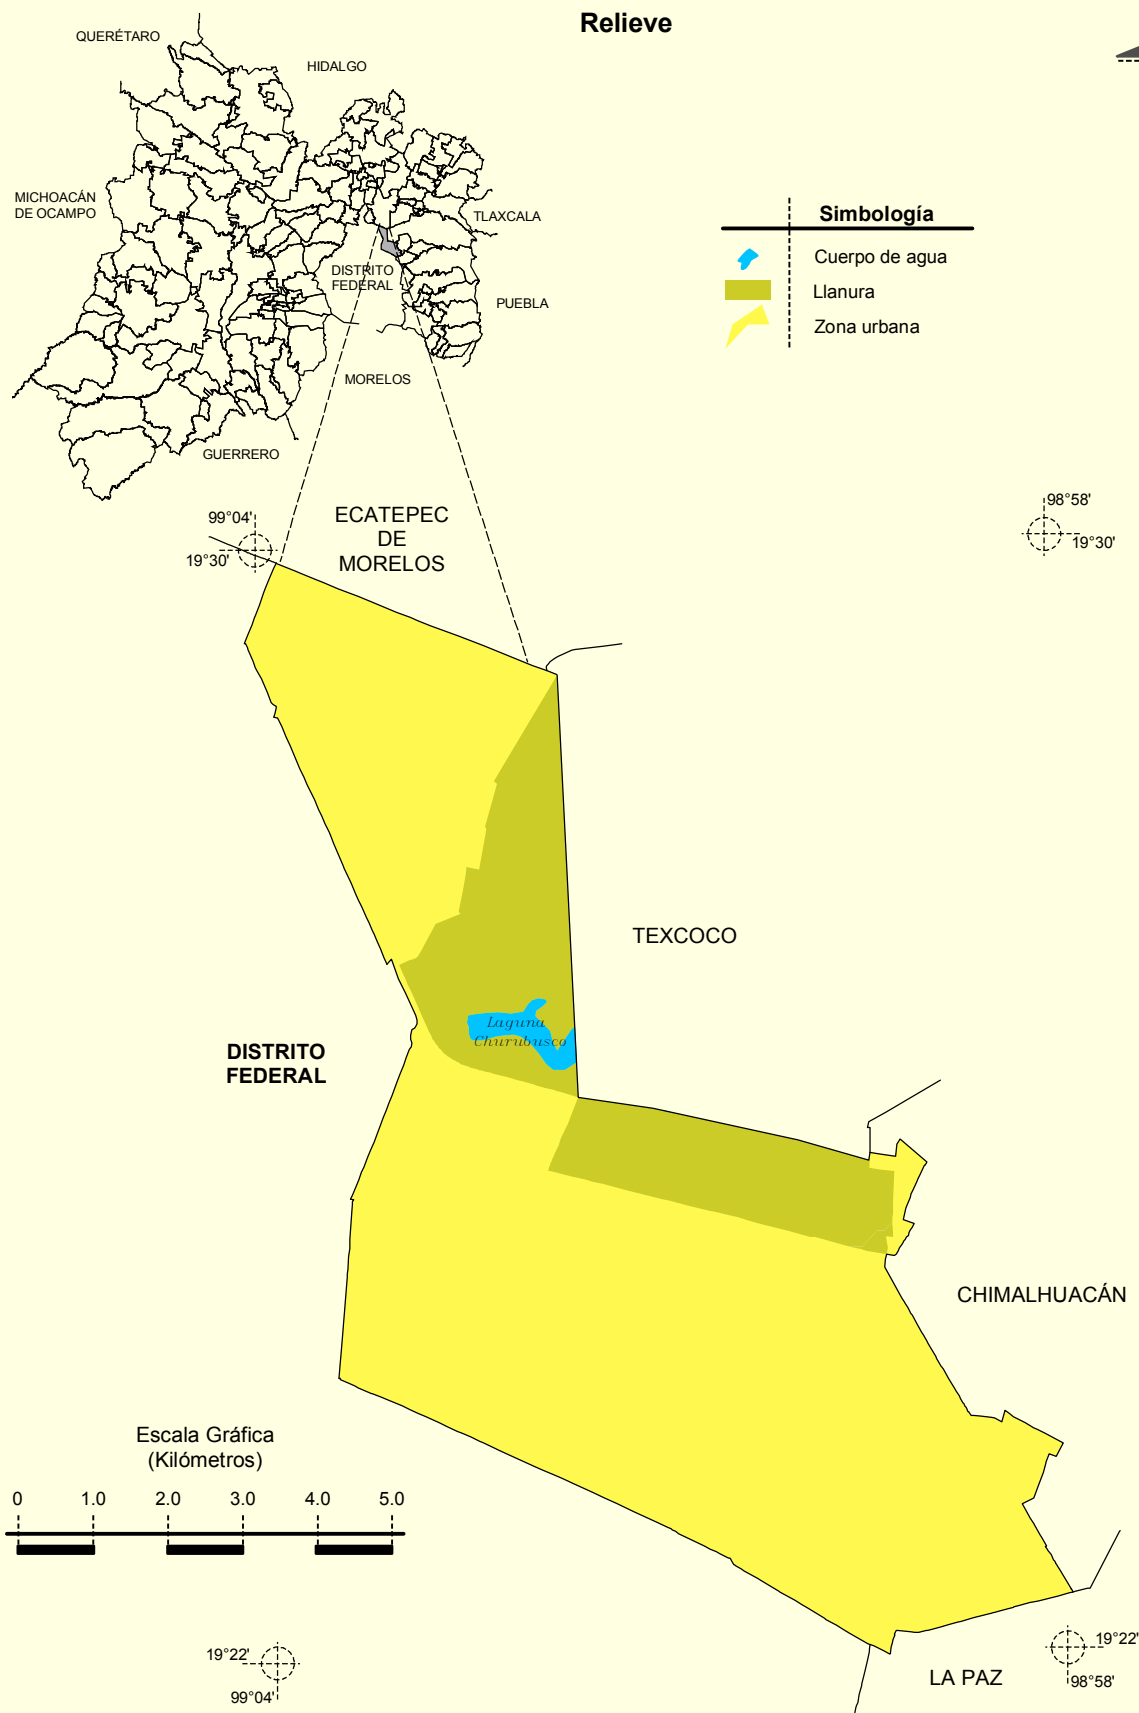 Relieve
QUERÉTARO
HIDALGO
MICHOACÁN
DE OCAMPO
TLAXCALA
DISTRITO
FEDERAL
PUEBLA
MORELOS
GUERRERO
Simbología
Cuerpo de agua
Llanura
Zona urbana
99°04'
19°30'
ECATEPEC
DE
MORELOS
98°58'
19°30'
TEXCOCO
Laguna
Churubusco
DISTRITO
FEDERAL
CHIMALHUACÁN
Escala Gráfica
(Kilómetros)
0 1.0 2.0 3.0 4.0 5.0
19°22'
99°04'
LA PAZ
19°22'
98°58'